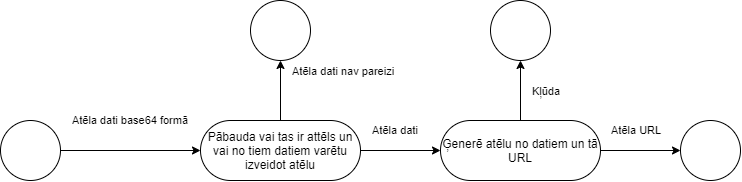 Atēla dati nav pareizi
Kļūda
Atēla dati base64 formā
Pābauda vai tas ir attēls un
vai no tiem datiem varētu
izveidot atēlu
Atēla dati
Ģenerē atēlu no datiem un tā
URL
Atēla URL